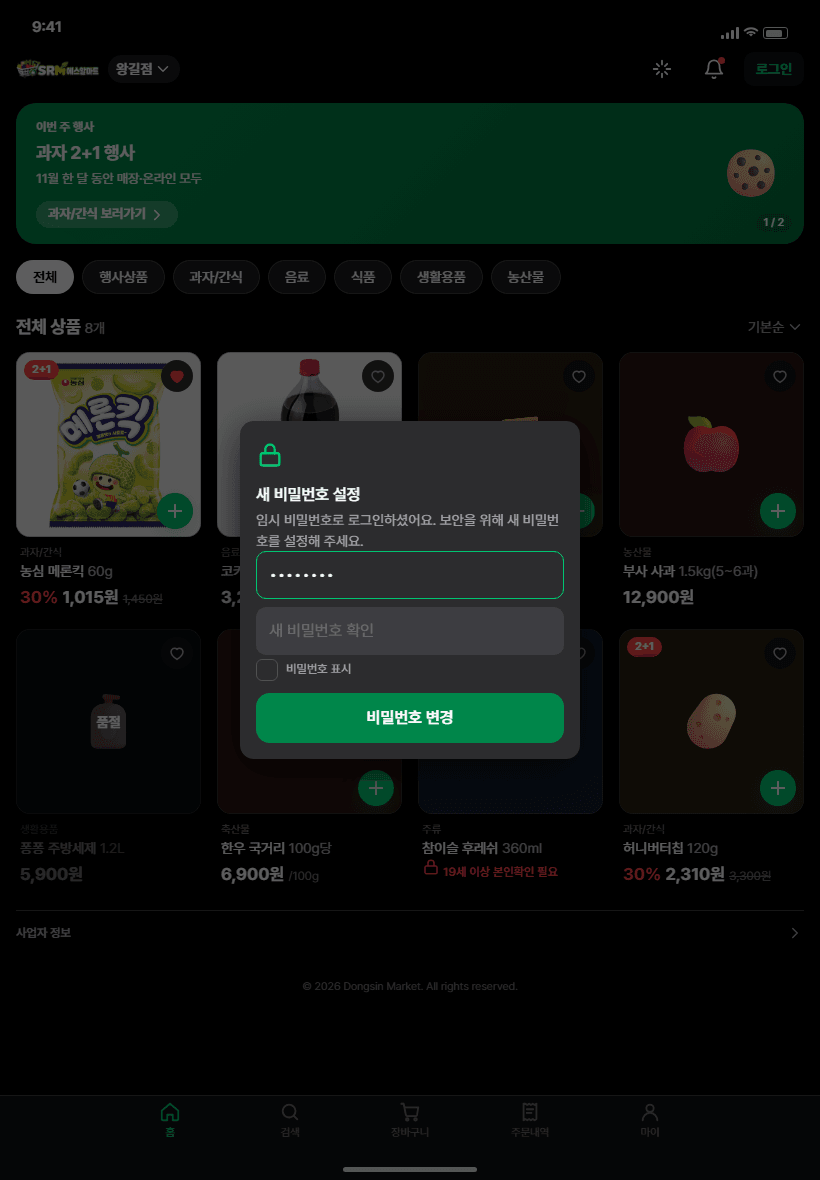 9:41
SRM 에스알마트
왕길점
로그인
이번 주 행사
과자 2+1 행사
11월 한 달 동안 매장·온라인 모두
과자/간식 보러가기
1 / 2
전체
행사상품
과자/간식
음료
식품
생활용품
농산물
전체 상품 8개
기본순
2+1
농심
메론킥
새 비밀번호 설정
임시 비밀번호로 로그인하셨어요. 보안을 위해 새 비밀번
호를 설정해 주세요.
••••••••
새 비밀번호 확인
비밀번호 표시
비밀번호 변경
과자/간식
농심 메론킥 60g
30% 1,015원 1,450원
음료
3,2
농산물
부사 사과 1.5kg(5~6과)
12,900원
품절
2+1
생활용품
퐁퐁 주방세제 1.2L
5,900원
축산물
한우 국거리 100g당
6,900원 /100g
주류
참이슬 후레쉬 360ml
19세 이상 본인확인 필요
과자/간식
허니버터칩 120g
30% 2,310원 3,300원
사업자 정보
© 2026 Dongsin Market. All rights reserved.
홈
검색
장바구니
주문내역
마이